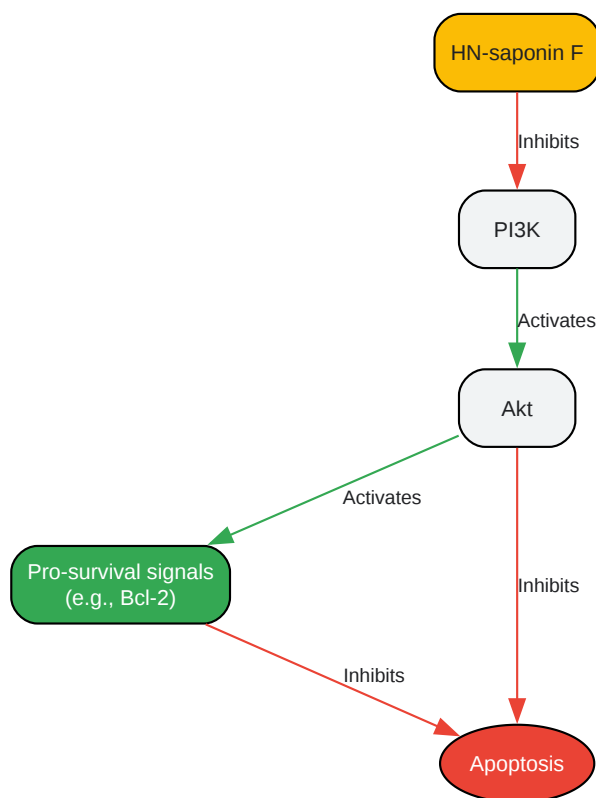 HN-saponin F
Inhibits
PI3K
Activates
Akt
Activates
Pro-survival signals
(e.g., Bcl-2)
Inhibits
Inhibits
Apoptosis